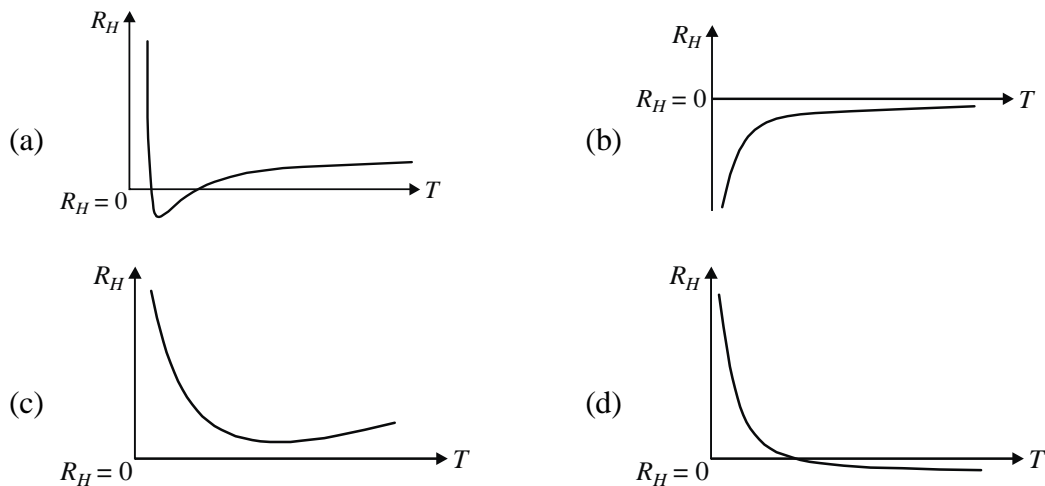 (a)
R_H
R_H = 0
T
(b)
R_H
R_H = 0
T
(c)
R_H
R_H = 0
T
(d)
R_H
R_H = 0
T